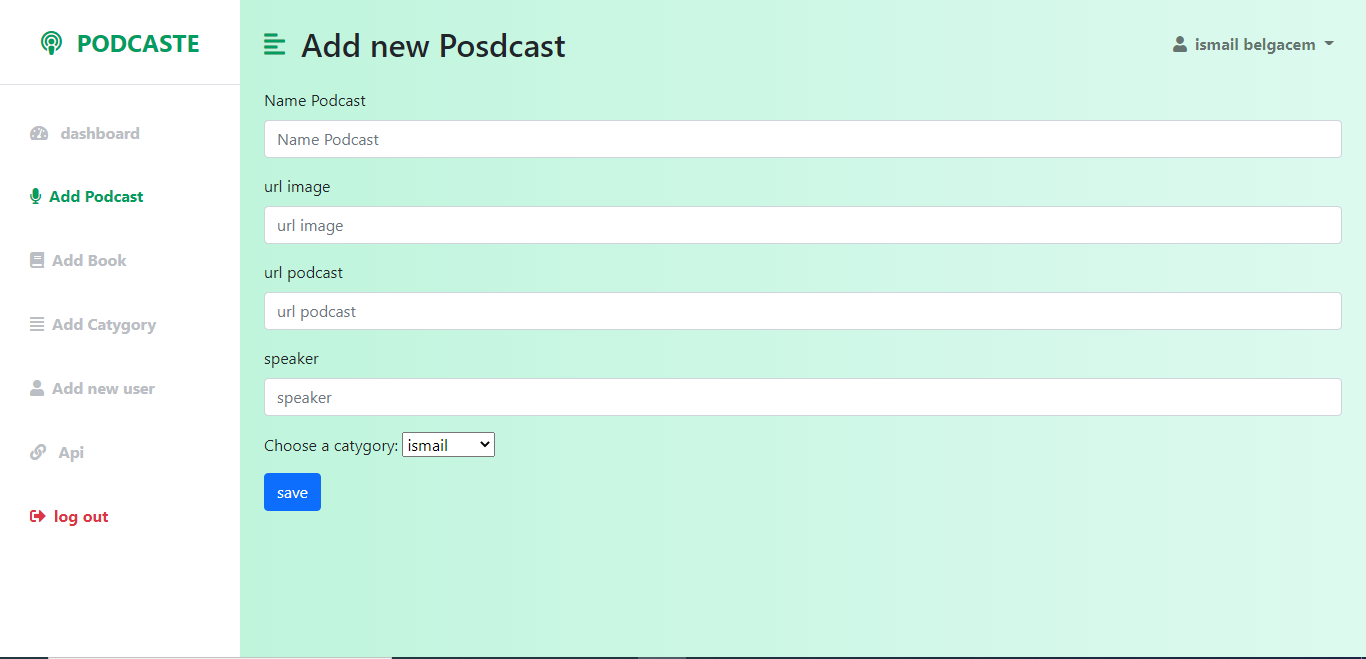 PODCASTE
dashboard
Add Podcast
Add Book
Add Catygory
Add new user
Api
log out
Add new Posdcast
ismail belgacem
Name Podcast
Name Podcast
url image
url image
url podcast
url podcast
speaker
speaker
Choose a catygory: ismail
save